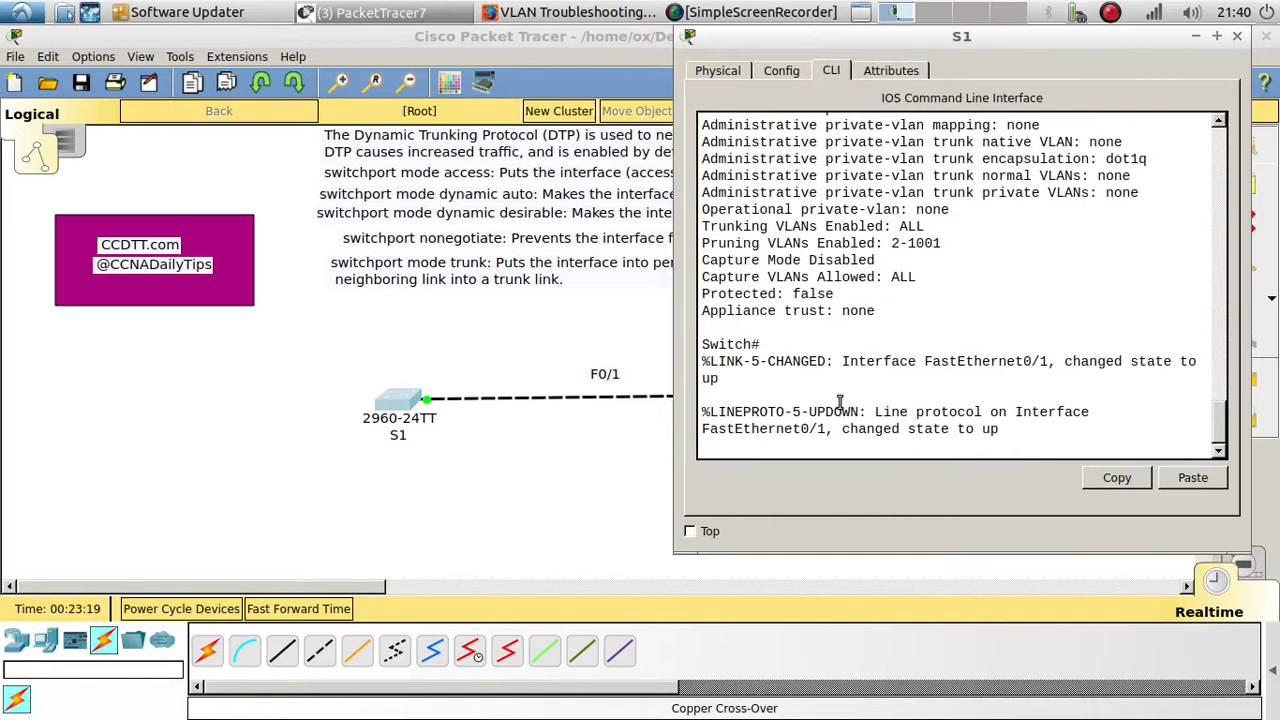 Software Updater
(3) PacketTracer7
VLAN Troubleshooting...
[SimpleScreenRecorder]
21:40
Cisco Packet Tracer - /home/ox/De
S1
File Edit Options View Tools Extensions Help
Physical Config CLI Attributes
Logical
Back
[Root]
New Cluster
Move Object
IOS Command Line Interface
The Dynamic Trunking Protocol (DTP) is used to ne
DTP causes increased traffic, and is enabled by de
switchport mode access: Puts the interface (acces
switchport mode dynamic auto: Makes the interface
switchport mode dynamic desirable: Makes the inte
switchport nonegotiate: Prevents the interface f
switchport mode trunk: Puts the interface into per
neighboring link into a trunk link.
CCDTT.com
@CCNADailyTips
F0/1
2960-24TT
S1
Administrative private-vlan mapping: none
Administrative private-vlan trunk native VLAN: none
Administrative private-vlan trunk encapsulation: dot1q
Administrative private-vlan trunk normal VLANs: none
Administrative private-vlan trunk private VLANs: none
Operational private-vlan: none
Trunking VLANs Enabled: ALL
Pruning VLANs Enabled: 2-1001
Capture Mode Disabled
Capture VLANs Allowed: ALL
Protected: false
Appliance trust: none
Switch#
%LINK-5-CHANGED: Interface FastEthernet0/1, changed state to
up
%LINEPROTO-5-UPDOWN: Line protocol on Interface
FastEthernet0/1, changed state to up
Copy
Paste
Top
Time: 00:23:19
Power Cycle Devices
Fast Forward Time
Realtime
Copper Cross-Over